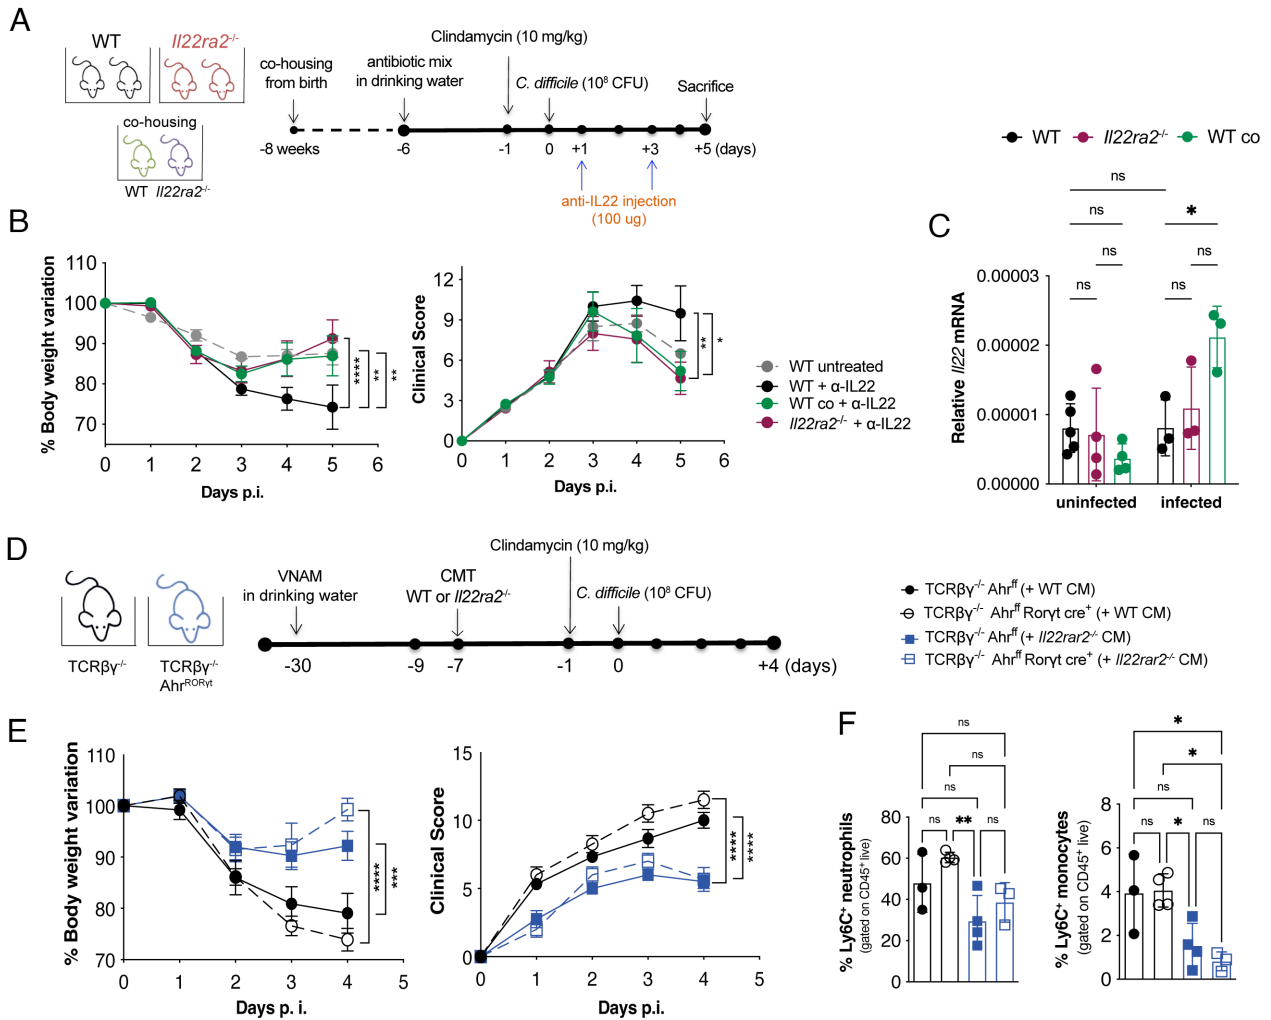 A
WT
Il22ra2-/-
co-housing
WT Il22ra2-/-
co-housing
from birth
antibiotic mix
in drinking water
Clindamycin (10 mg/kg)
C. difficile (10⁸ CFU)
Sacrifice
-8 weeks
-6
-1
0
+1
+3
+5 (days)
anti-IL22 injection
(100 ug)
B
% Body weight variation
110
100
90
80
70
0 1 2 3 4 5 6
Days p.i.
****
**
**
Clinical Score
12
9
6
3
0
0 1 2 3 4 5 6
Days p.i.
**
*
WT untreated
WT + α-IL22
WT co + α-IL22
Il22ra2-/- + α-IL22
WT Il22ra2-/- WT co
C
ns
ns
*
ns
ns
ns
ns
Relative Il22 mRNA
0.00003
0.00002
0.00001
0.00000
uninfected infected
D
TCRβγ-/-
TCRβγ-/-
Ahr^RORγt
VNAM
in drinking water
CMT
WT or Il22ra2-/-
Clindamycin (10 mg/kg)
C. difficile (10⁸ CFU)
-30
-9
-7
-1
0
+4 (days)
TCRβγ-/- Ahrff (+ WT CM)
TCRβγ-/- Ahrff Rorγt cre+ (+ WT CM)
TCRβγ-/- Ahrff (+ Il22rar2-/- CM)
TCRβγ-/- Ahrff Rorγt cre+ (+ Il22rar2-/- CM)
E
% Body weight variation
110
100
90
80
70
0 1 2 3 4 5
Days p. i.
****
***
Clinical Score
15
10
5
0
0 1 2 3 4 5
Days p.i.
****
****
F
% Ly6C+ neutrophils
(gated on CD45+ live)
80
60
40
20
0
ns
ns
ns
ns
**
ns
% Ly6C+ monocytes
(gated on CD45+ live)
8
6
4
2
0
*
*
ns
ns
*
ns